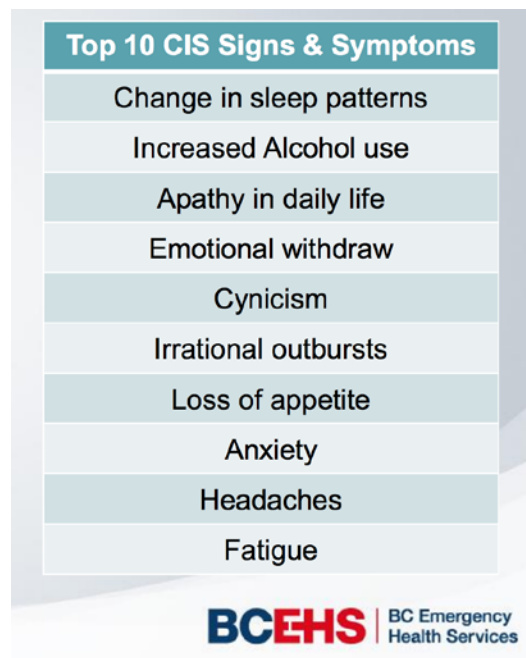 Top 10 CIS Signs & Symptoms
Change in sleep patterns
Increased Alcohol use
Apathy in daily life
Emotional withdraw
Cynicism
Irrational outbursts
Loss of appetite
Anxiety
Headaches
Fatigue
BCEHS
BC Emergency
Health Services